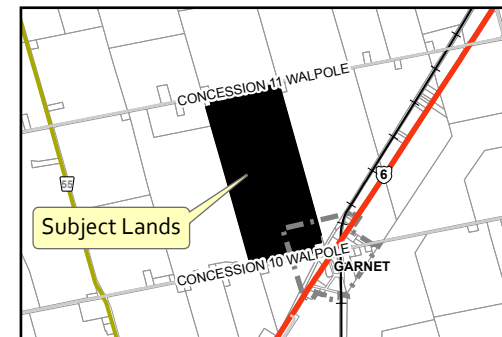 CONCESSION 11 WALPOLE
55
6
Subject Lands
CONCESSION 10 WALPOLE
GARNET